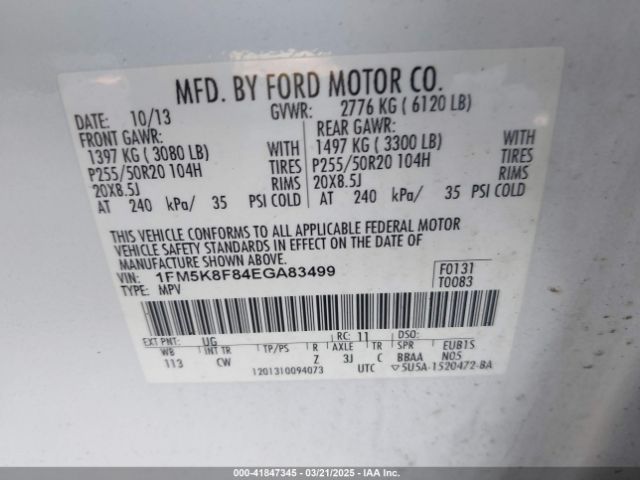 MFD. BY FORD MOTOR CO.
DATE: 10/13 GVWR: 2776 KG ( 6120 LB)
FRONT GAWR: REAR GAWR:
1397 KG ( 3080 LB) WITH 1497 KG ( 3300 LB) WITH
P255/50R20 104H TIRES P255/50R20 104H TIRES
20X8.5J RIMS 20X8.5J RIMS
AT 240 kPa/ 35 PSI COLD AT 240 kPa/ 35 PSI COLD
THIS VEHICLE CONFORMS TO ALL APPLICABLE FEDERAL MOTOR
VEHICLE SAFETY STANDARDS IN EFFECT ON THE DATE OF
MANUFACTURE SHOWN ABOVE.
VIN: 1FM5K8F84EGA83499 F0131
TYPE: MPV T0083
EXT PNT: UG RC: 11 DSO:
WB INT TR TP/PS R AXLE TR SPR EUB1S
113 CW Z 3J C BBAA N05
1201310094073 UTC ▽5U5A-1520472-BA
000-41847345 | 03/21/2025 | IAAI.COM